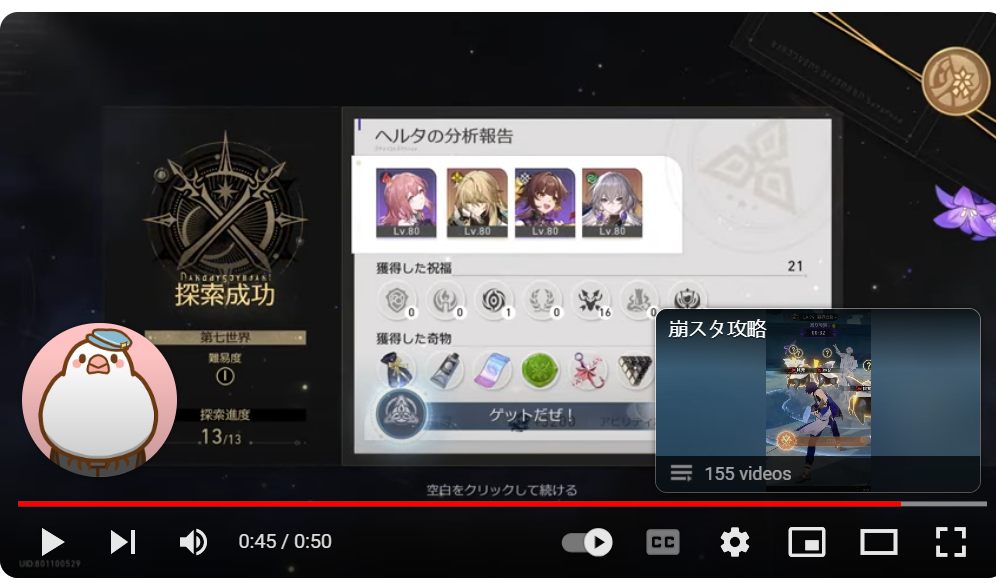 ヘルタの分析報告
Lv.80 Lv.80 Lv.80 Lv.80
獲得した祝福 21
0 0 1 0 16 0
獲得した奇物
ゲットだぜ！
探索成功
第七世界
難易度
I
探索進度
13/13
空白をクリックして続ける
崩スタ攻略
155 videos
0:45 / 0:50
CC
UID:801100529